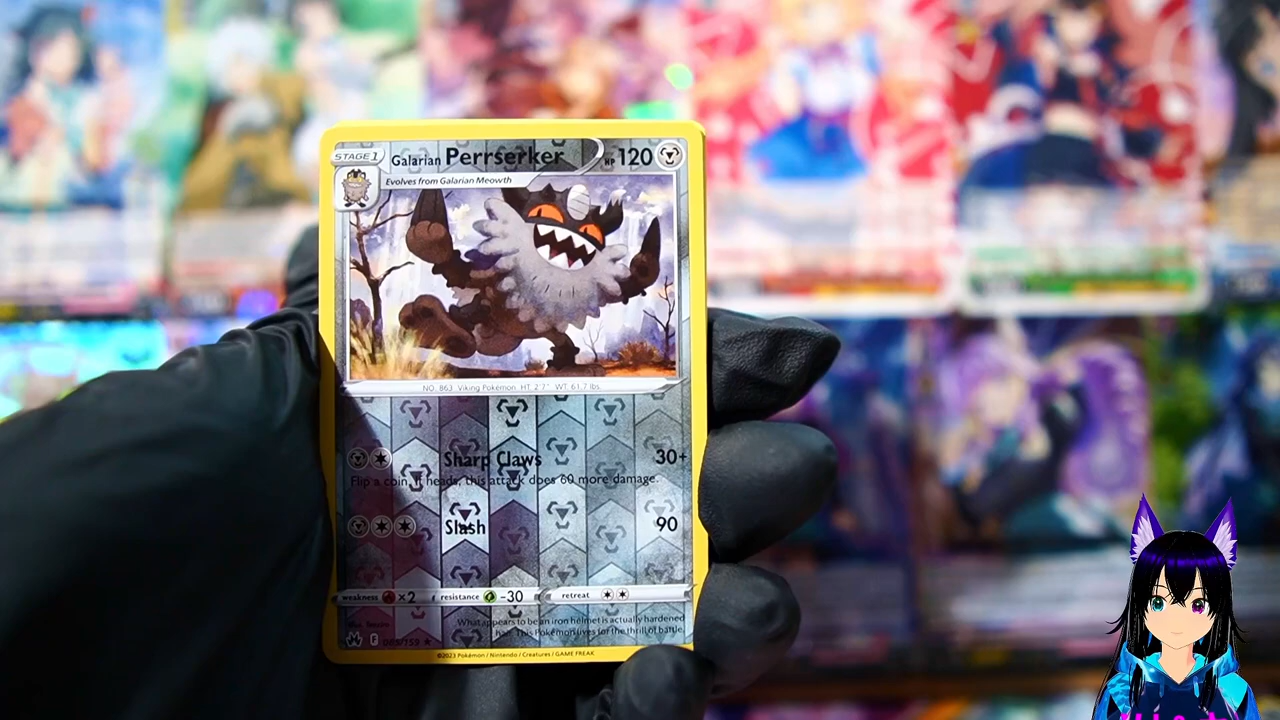 STAGE 1
Galarian Perrserker HP 120
Evolves from Galarian Meowth
NO. 863 Viking Pokémon HT. 2'7" WT. 61.7 lbs.
Sharp Claws 30+
Flip a coin. If heads, this attack does 60 more damage.
Slash 90
weakness ×2 resistance -30 retreat
What appears to be an iron helmet is actually hardened
hair. This Pokémon lives for the thrill of battle.
©2023 Pokémon / Nintendo / Creatures / GAME FREAK